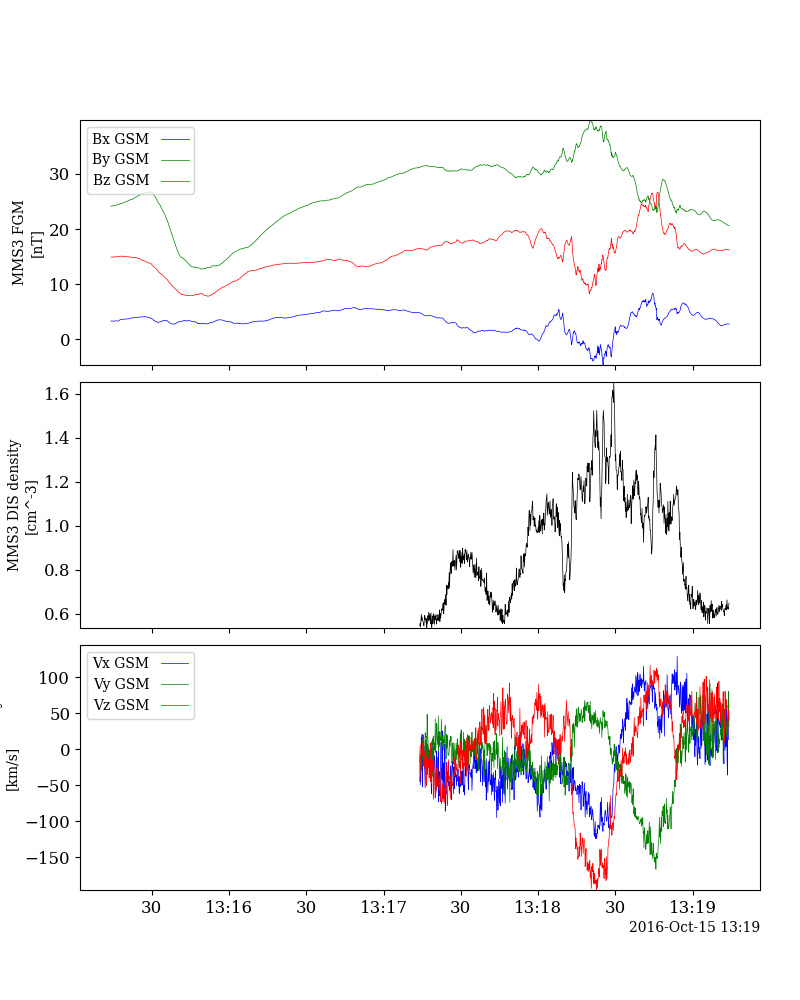 Bx GSM
By GSM
Bz GSM
30
20
10
0
MMS3 FGM
[nT]
1.6
1.4
1.2
1.0
0.8
0.6
MMS3 DIS density
[cm^-3]
Vx GSM
Vy GSM
Vz GSM
100
50
0
−50
−100
−150
[km/s]
30
13:16
30
13:17
30
13:18
30
13:19
2016-Oct-15 13:19